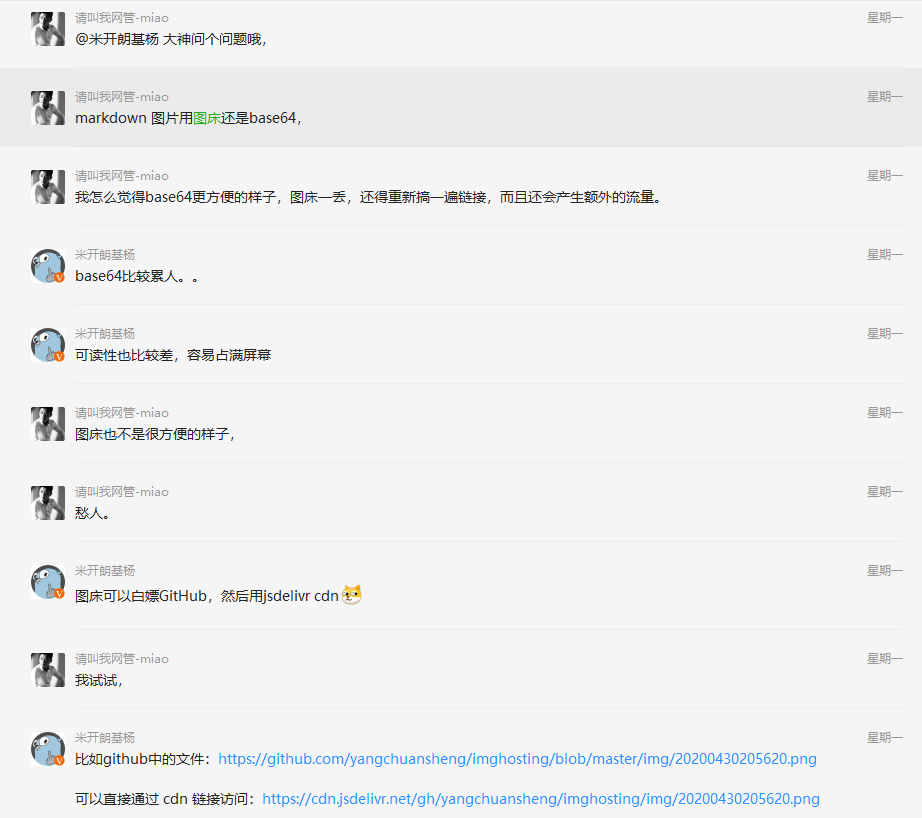 请叫我网管-miao 星期一
@米开朗基杨 大神问个问题哦，
请叫我网管-miao 星期一
markdown 图片用图床还是base64，
请叫我网管-miao 星期一
我怎么觉得base64更方便的样子，图床一丢，还得重新搞一遍链接，而且还会产生额外的流量。
米开朗基杨 星期一
base64比较累人。。
米开朗基杨 星期一
可读性也比较差，容易占满屏幕
请叫我网管-miao 星期一
图床也不是很方便的样子，
请叫我网管-miao 星期一
愁人。
米开朗基杨 星期一
图床可以白嫖GitHub，然后用jsdelivr cdn
请叫我网管-miao 星期一
我试试，
米开朗基杨 星期一
比如github中的文件：https://github.com/yangchuansheng/imghosting/blob/master/img/20200430205620.png
可以直接通过 cdn 链接访问：https://cdn.jsdelivr.net/gh/yangchuansheng/imghosting/img/20200430205620.png